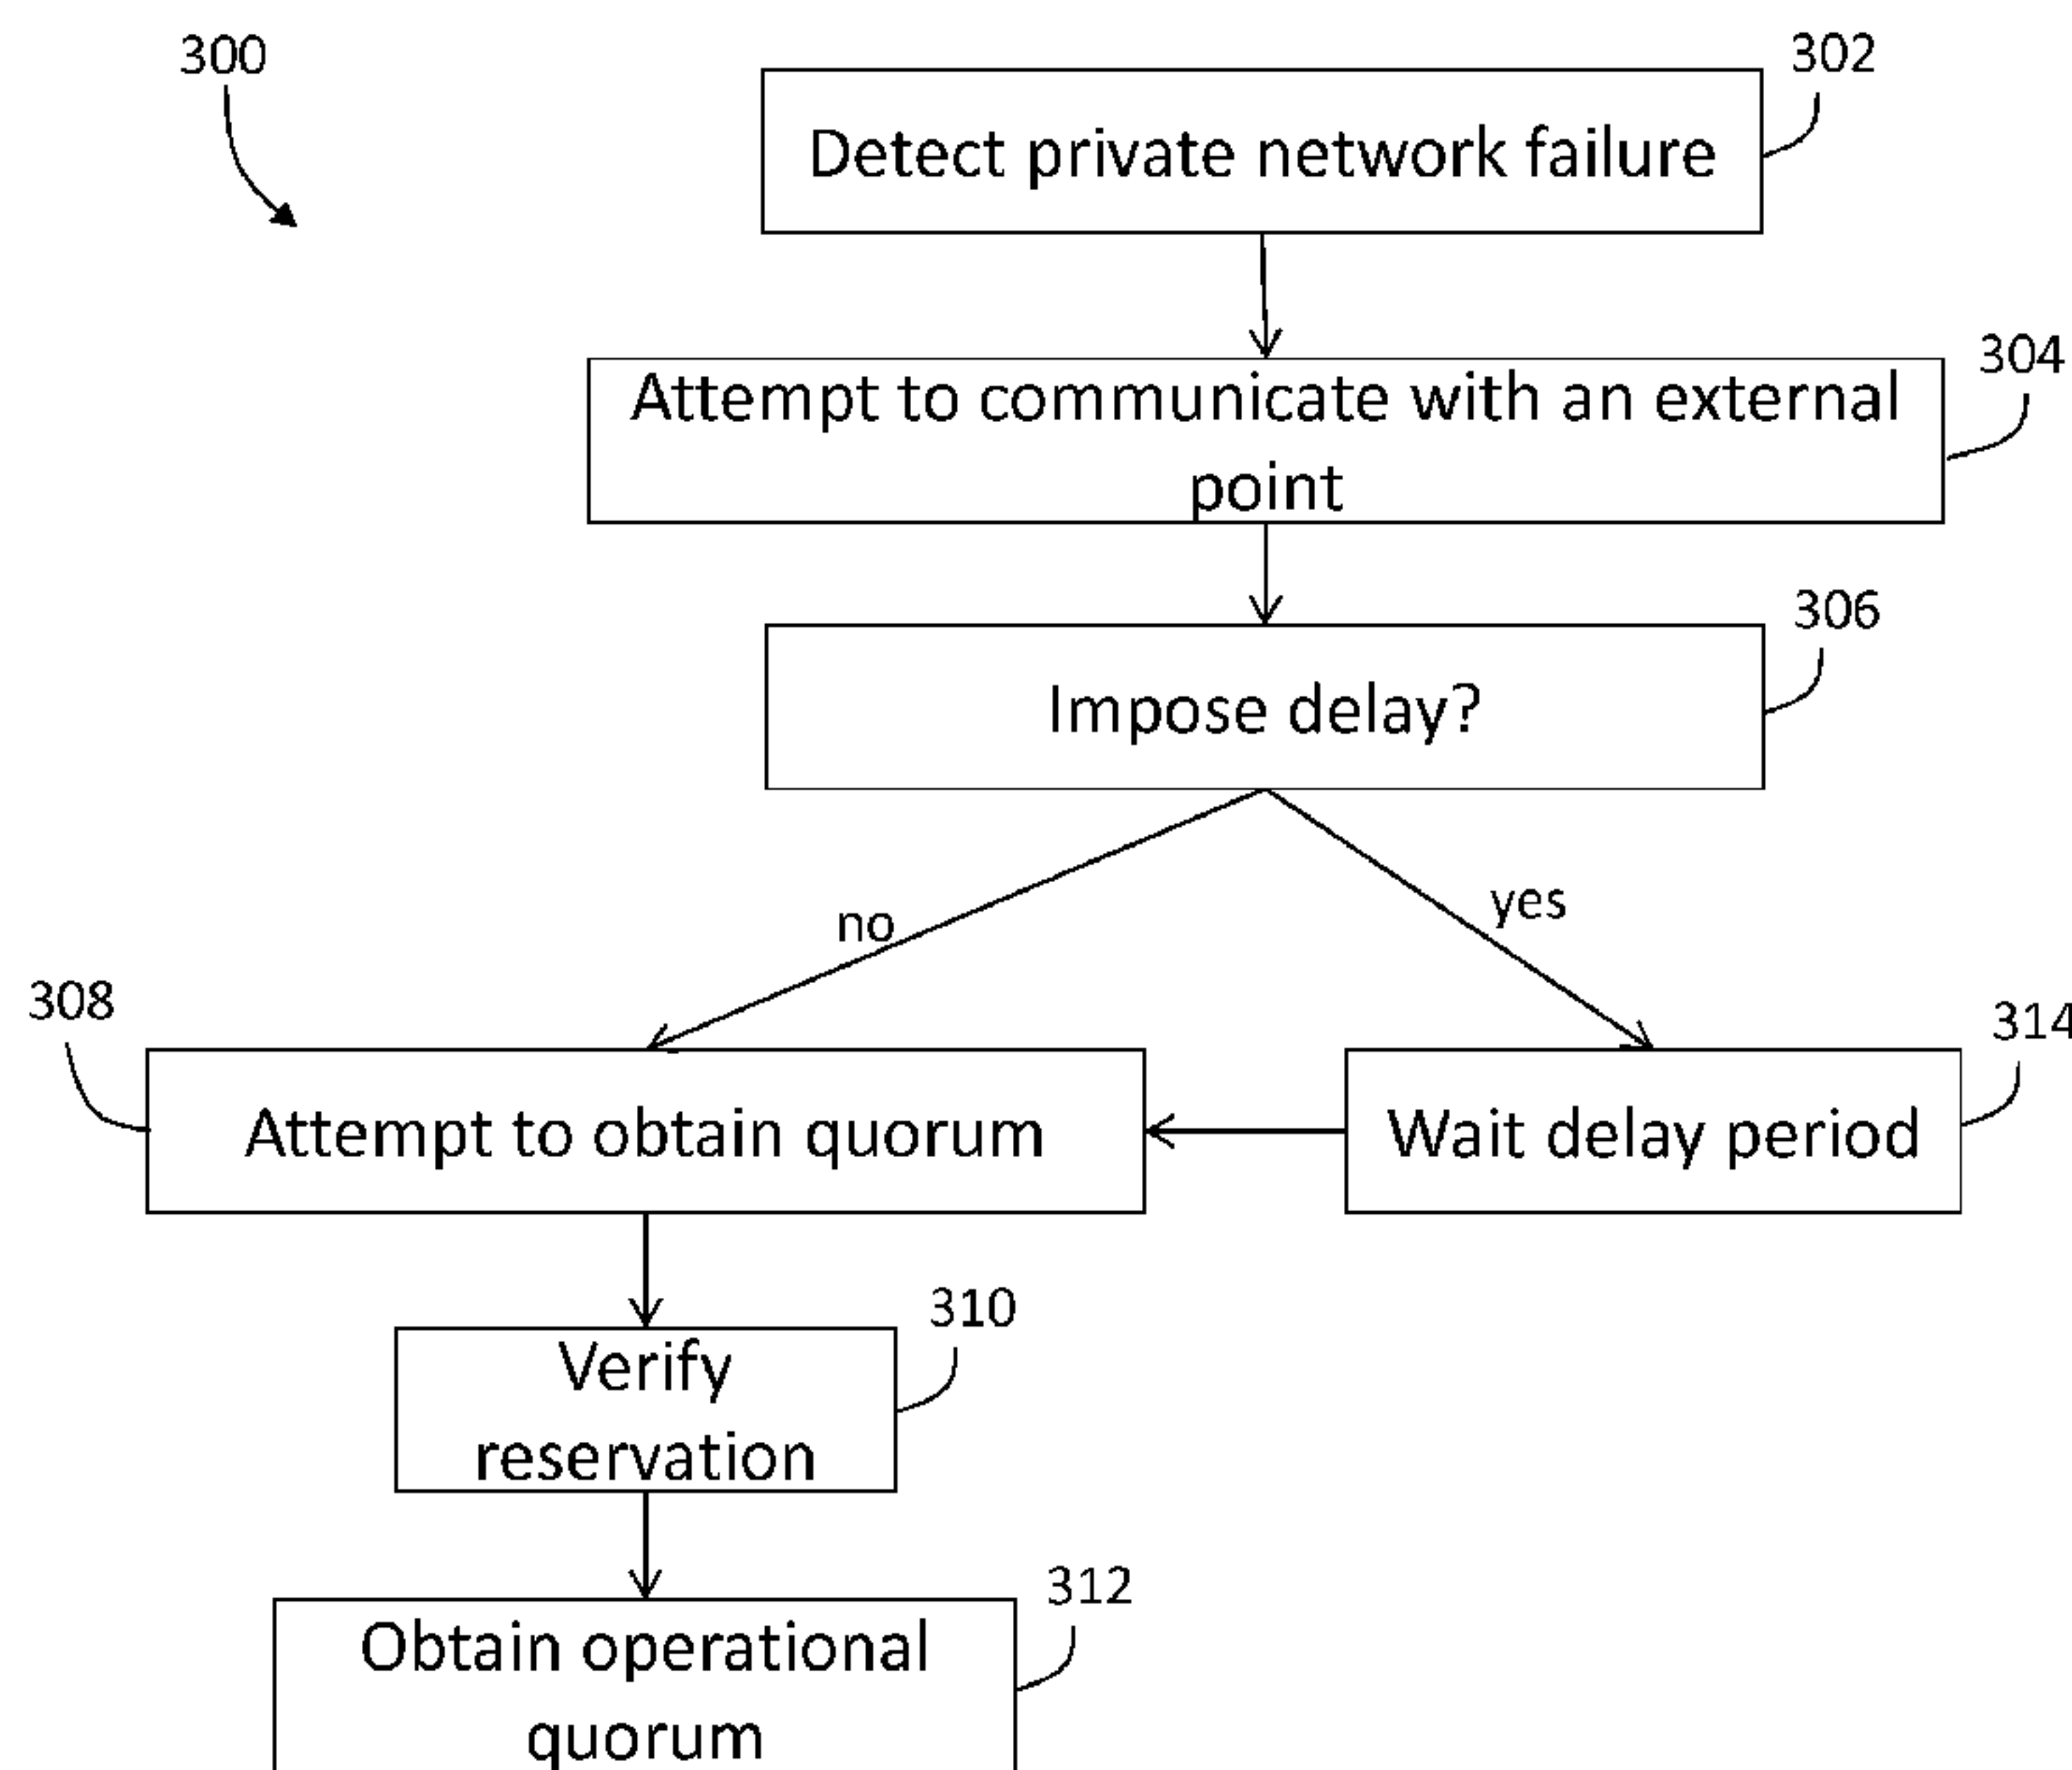 300
302
Detect private network failure
304
Attempt to communicate with an external
point
306
Impose delay?
no
yes
308
314
Attempt to obtain quorum
Wait delay period
310
Verify
reservation
312
Obtain operational
quorum